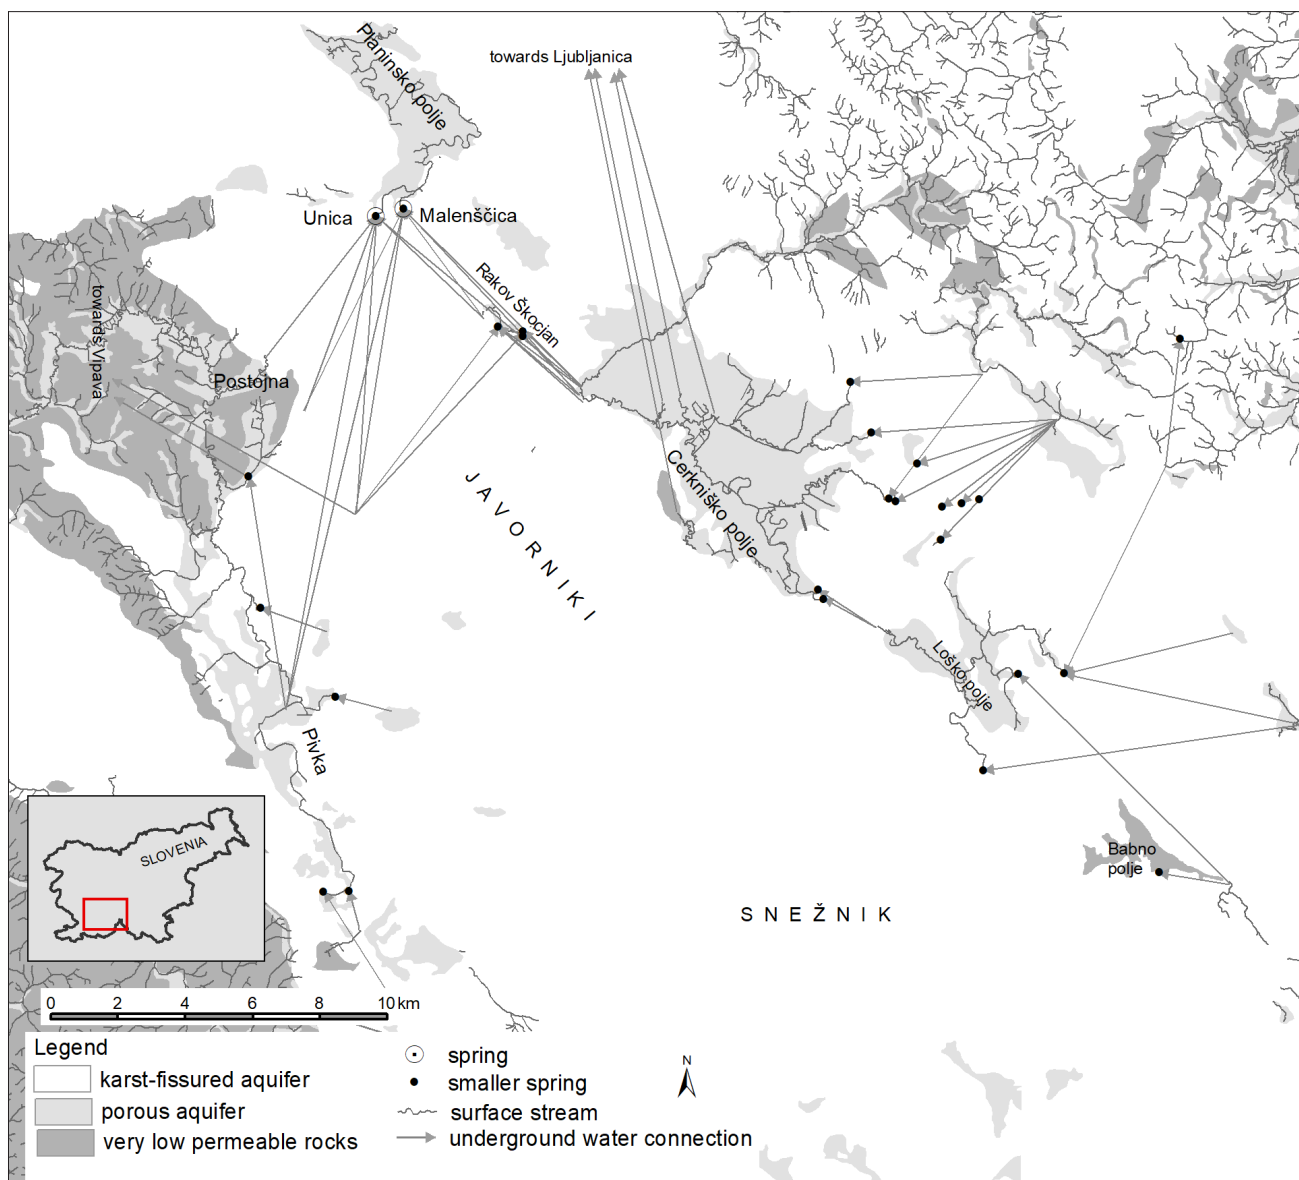 Planinsko polje
towards Ljubljanica
Unica
Malenščica
Rakov Škocjan
towards Vipava
Postojna
Cerkniško polje
JAVORNIKI
Loško polje
Pivka
Babno
polje
SNEŽNIK
SLOVENIA
0 2 4 6 8 10 km
Legend
karst-fissured aquifer
porous aquifer
very low permeable rocks
spring
smaller spring
surface stream
underground water connection
N